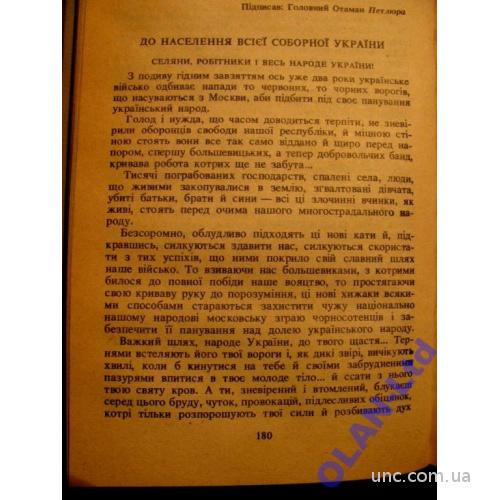 Підписав: Головний Отаман Петлюра
ДО НАСЕЛЕННЯ ВСІЄЇ СОБОРНОЇ УКРАЇНИ
СЕЛЯНИ, РОБІТНИКИ І ВЕСЬ НАРОДЕ УКРАЇНИ!
З подиву гідним завзяттям ось уже два роки українське
військо одбиває напади то червоних, то чорних ворогів,
що насуваються з Москви, аби підбити під своє панування
український народ.
Голод і нужда, що часом доводиться терпіти, не зневі-
рили оборонців свободи нашої республіки, й міцною сті-
ною стоять вони все так само віддано й щиро перед на-
пором, спершу большевицьких, а тепер добровольчих банд,
кривава робота котрих ще не забута...
Тисячі пограбованих господарств, спалені села, люди,
що живими закопувалися в землю, зґвалтовані дівчата,
убиті батьки, брати й сини — всі ці злочинні вчинки, як
живі, стоять перед очима нашого многострадального на-
роду.
Безсоромно, облудливо підходять ці нові кати й, під-
кравшись, силкуються здавити нас, силкуються скориста-
ти з тих успіхів, що ними покрило свій славний шлях
наше військо. То взиваючи нас большевиками, з котрими
билося до повної побіди наше вояцтво, то простягаючи
свою криваву руку до порозуміння, ці нові хижаки всяки-
ми способами стараються захистити чужу національно
нашому народові московську зграю чорносотенців і за-
безпечити її панування над долею українського народу.
Важкий шлях, народе України, до твого щастя... Тер-
нями встеляють його твої вороги і, як дикі звірі, вичікують
хвилі, коли б кинутися на тебе й своїми забрудненими
пазурями впитися в твоє молоде тіло... й ссати з нього
твою святу кров. А ти, зневірений і втомлений, блукаєш
серед цього бруду, чуток, провокацій, підлесливих обіцянок,
котрі тільки розпорошують твої сили й розбивають дух
180
OLAN Ltd
unc.com.ua